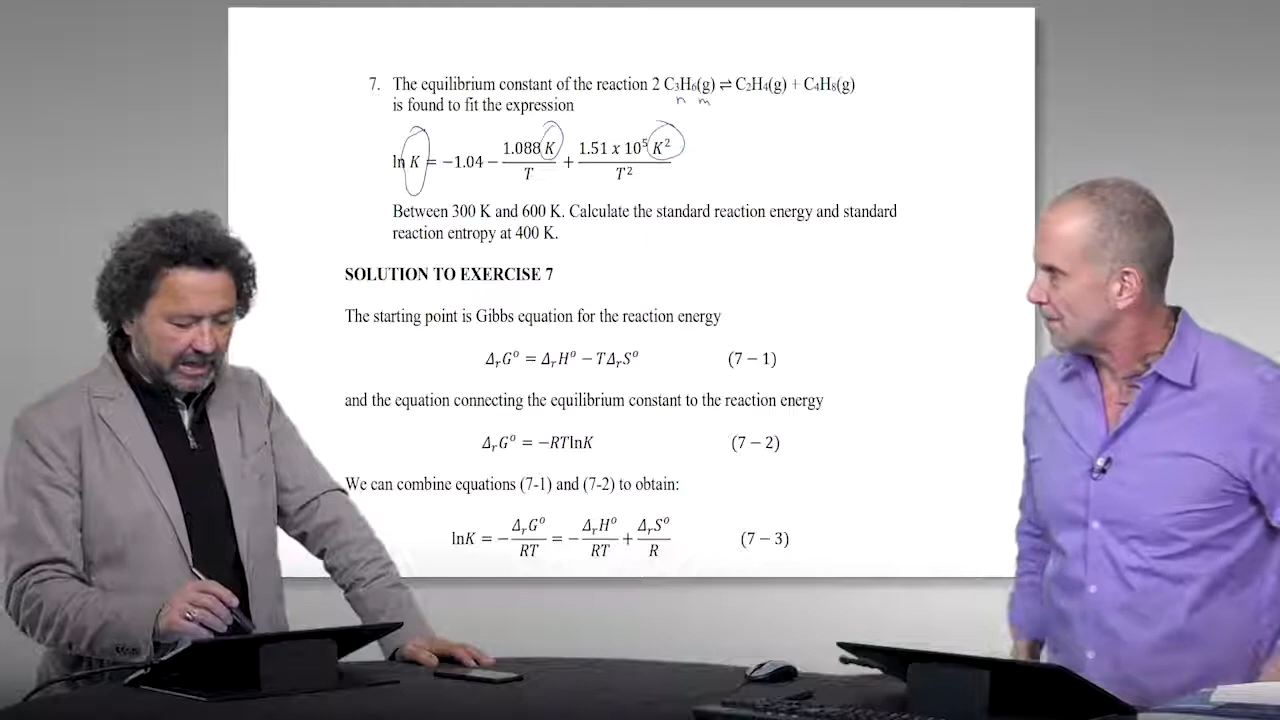 7. The equilibrium constant of the reaction 2 C₃H₆(g) ⇌ C₂H₄(g) + C₄H₈(g)
n m
is found to fit the expression
ln K = −1.04 − 1.088 K / T + 1.51 x 10⁵ K² / T²
Between 300 K and 600 K. Calculate the standard reaction energy and standard
reaction entropy at 400 K.
SOLUTION TO EXERCISE 7
The starting point is Gibbs equation for the reaction energy
ΔᵣG° = ΔᵣH° − TΔᵣS° (7 − 1)
and the equation connecting the equilibrium constant to the reaction energy
ΔᵣG° = −RTlnK (7 − 2)
We can combine equations (7-1) and (7-2) to obtain:
lnK = − ΔᵣG° / RT = − ΔᵣH° / RT + ΔᵣS° / R (7 − 3)